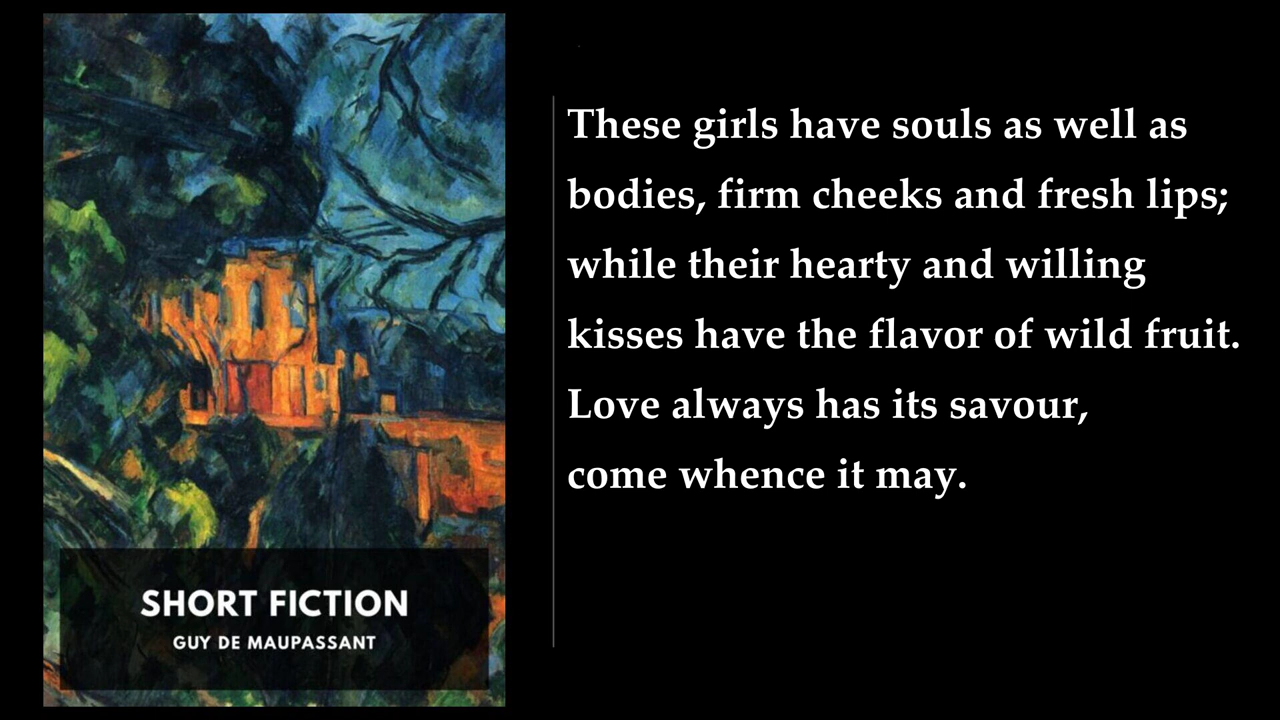 These girls have souls as well as
bodies, firm cheeks and fresh lips;
while their hearty and willing
kisses have the flavor of wild fruit.
Love always has its savour,
come whence it may.
SHORT FICTION
GUY DE MAUPASSANT